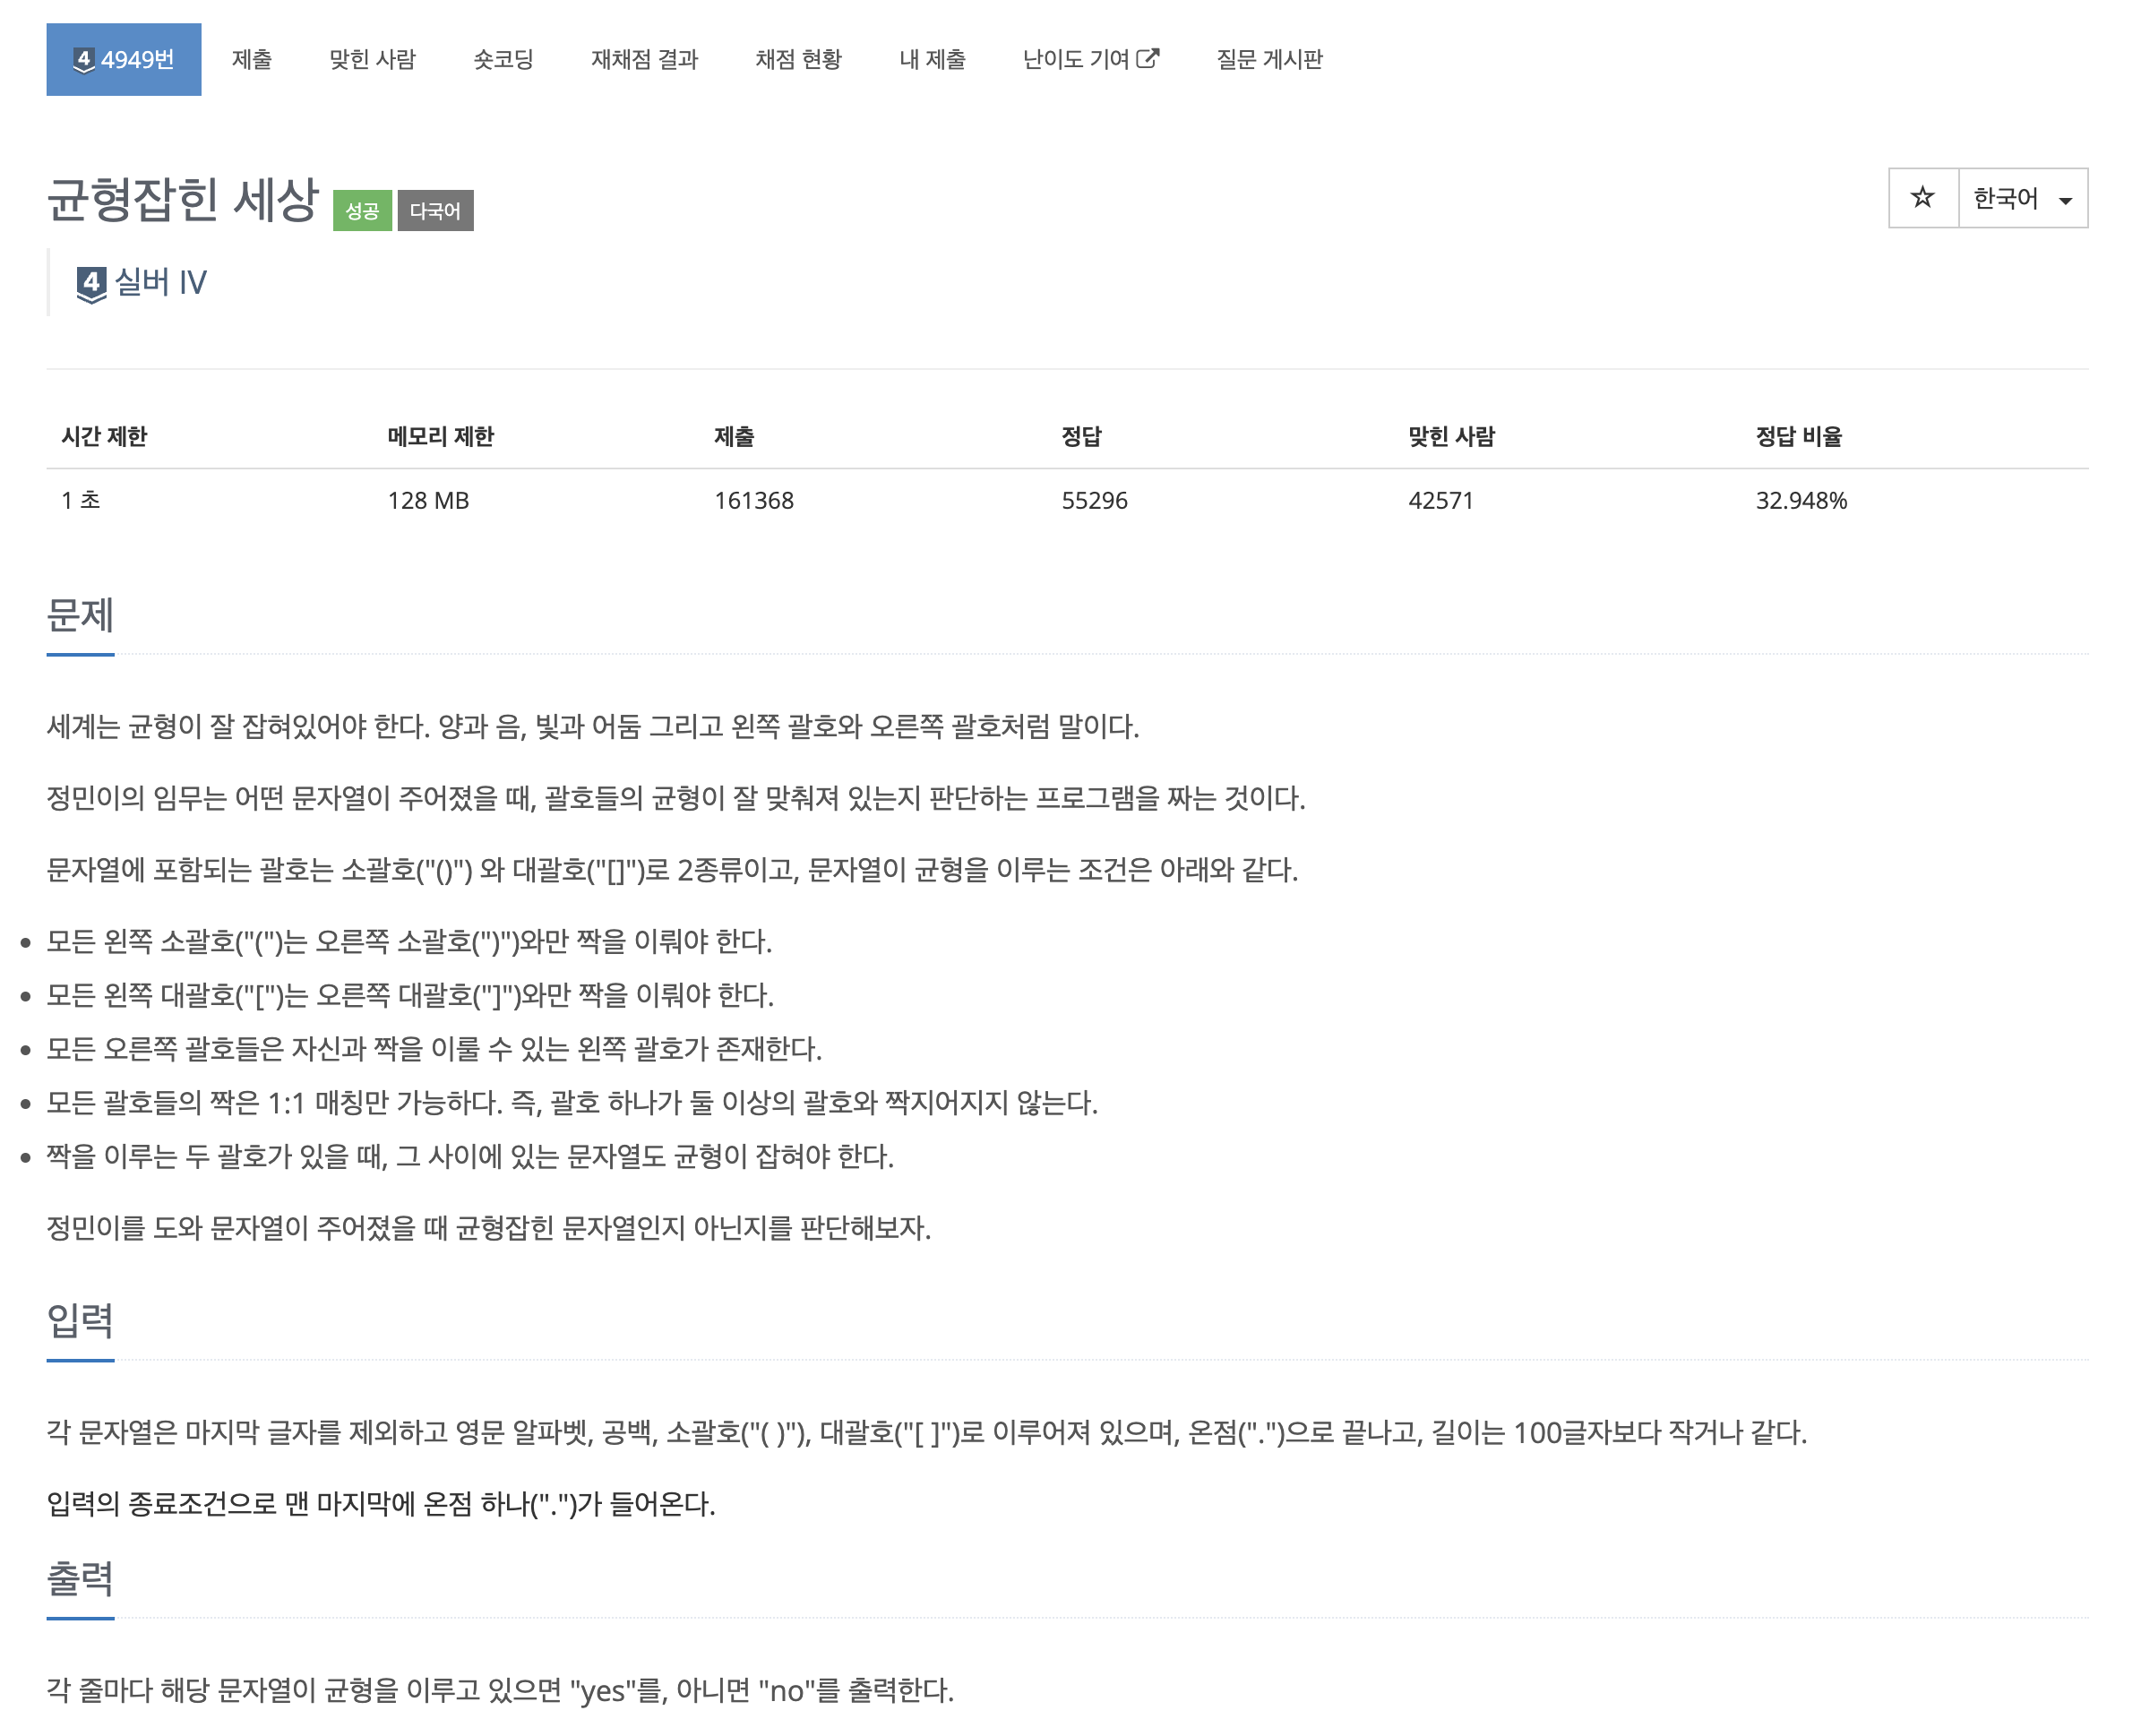 4 4949번 제출 맞힌 사람 숏코딩 재채점 결과 채점 현황 내 제출 난이도 기여 질문 게시판
균형잡힌 세상 성공 다국어 ☆ 한국어
4 실버 IV
시간 제한 메모리 제한 제출 정답 맞힌 사람 정답 비율
1 초 128 MB 161368 55296 42571 32.948%
문제
세계는 균형이 잘 잡혀있어야 한다. 양과 음, 빛과 어둠 그리고 왼쪽 괄호와 오른쪽 괄호처럼 말이다.
정민이의 임무는 어떤 문자열이 주어졌을 때, 괄호들의 균형이 잘 맞춰져 있는지 판단하는 프로그램을 짜는 것이다.
문자열에 포함되는 괄호는 소괄호("()") 와 대괄호("[]")로 2종류이고, 문자열이 균형을 이루는 조건은 아래와 같다.
• 모든 왼쪽 소괄호("(")는 오른쪽 소괄호(")")와만 짝을 이뤄야 한다.
• 모든 왼쪽 대괄호("[")는 오른쪽 대괄호("]")와만 짝을 이뤄야 한다.
• 모든 오른쪽 괄호들은 자신과 짝을 이룰 수 있는 왼쪽 괄호가 존재한다.
• 모든 괄호들의 짝은 1:1 매칭만 가능하다. 즉, 괄호 하나가 둘 이상의 괄호와 짝지어지지 않는다.
• 짝을 이루는 두 괄호가 있을 때, 그 사이에 있는 문자열도 균형이 잡혀야 한다.
정민이를 도와 문자열이 주어졌을 때 균형잡힌 문자열인지 아닌지를 판단해보자.
입력
각 문자열은 마지막 글자를 제외하고 영문 알파벳, 공백, 소괄호("( )"), 대괄호("[ ]")로 이루어져 있으며, 온점(".")으로 끝나고, 길이는 100글자보다 작거나 같다.
입력의 종료조건으로 맨 마지막에 온점 하나(".")가 들어온다.
출력
각 줄마다 해당 문자열이 균형을 이루고 있으면 "yes"를, 아니면 "no"를 출력한다.